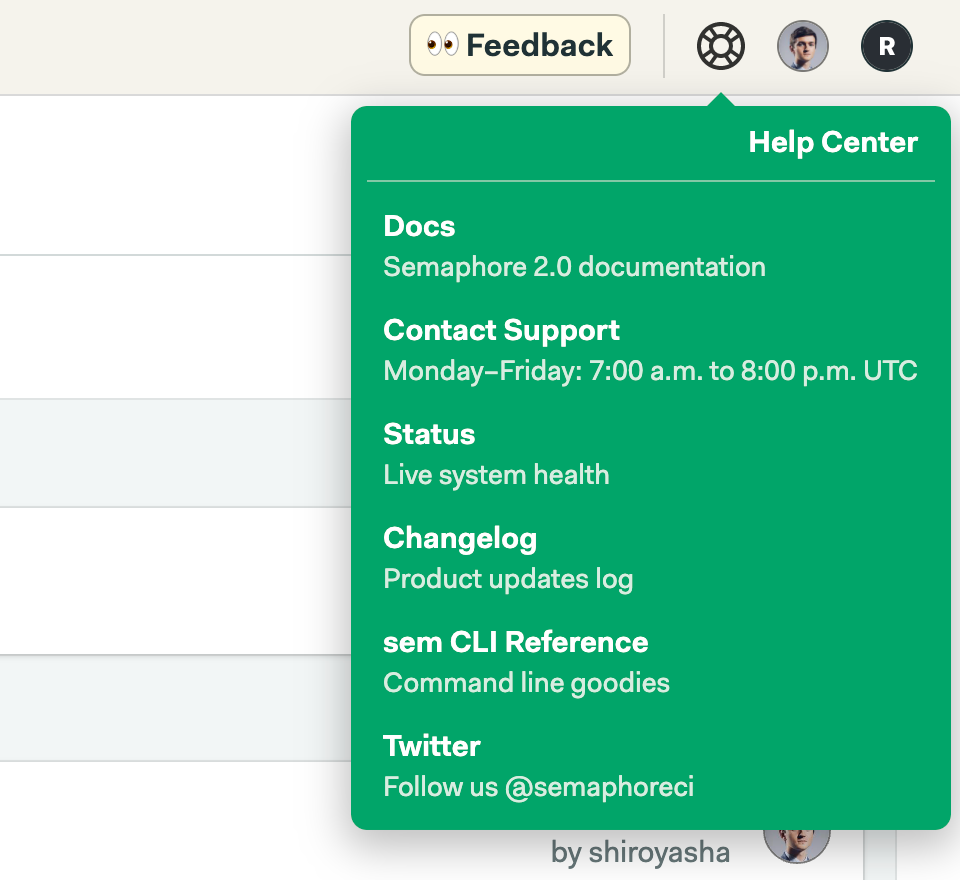 👀 Feedback
R
Help Center
Docs
Semaphore 2.0 documentation
Contact Support
Monday–Friday: 7:00 a.m. to 8:00 p.m. UTC
Status
Live system health
Changelog
Product updates log
sem CLI Reference
Command line goodies
Twitter
Follow us @semaphoreci
by shiroyasha